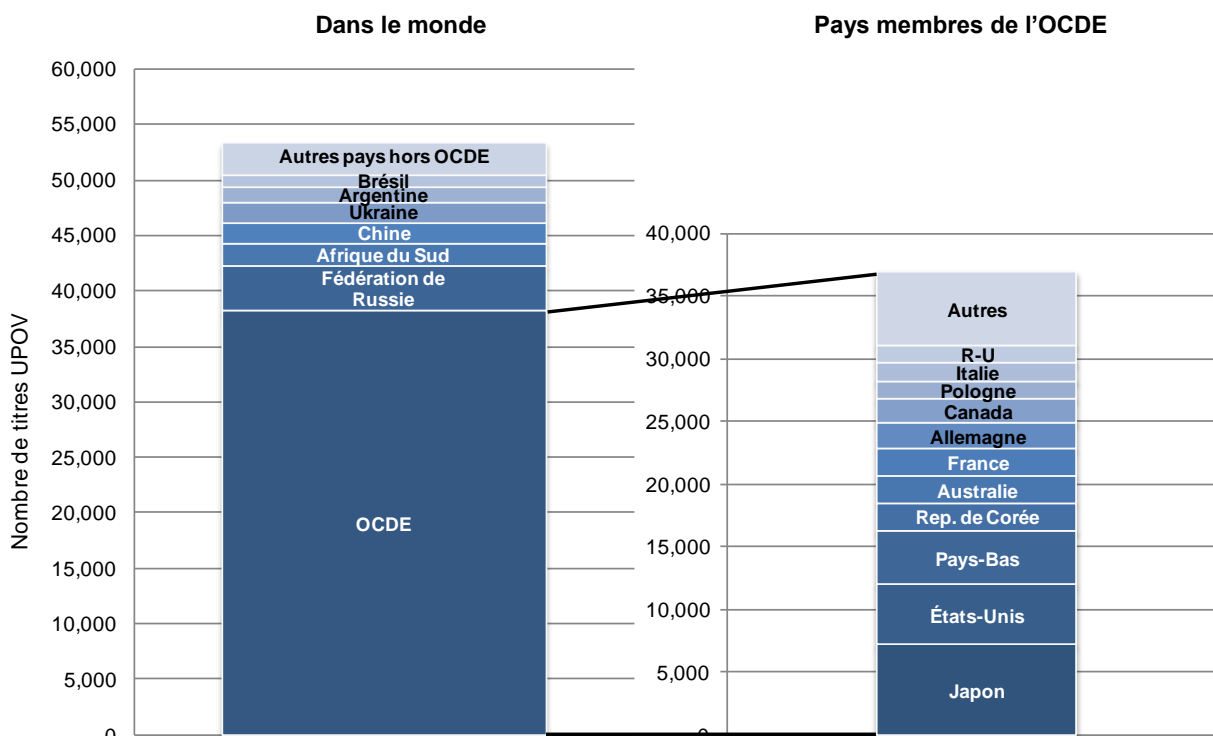 Dans le monde
Pays membres de l'OCDE
Nombre de titres UPOV
60,000
55,000
50,000
45,000
40,000
35,000
30,000
25,000
20,000
15,000
10,000
5,000
0
Autres pays hors OCDE
Brésil
Argentine
Ukraine
Chine
Afrique du Sud
Fédération de
Russie
OCDE
40,000
35,000
30,000
25,000
20,000
15,000
10,000
5,000
0
Autres
R-U
Italie
Pologne
Canada
Allemagne
France
Australie
Rep. de Corée
Pays-Bas
États-Unis
Japon